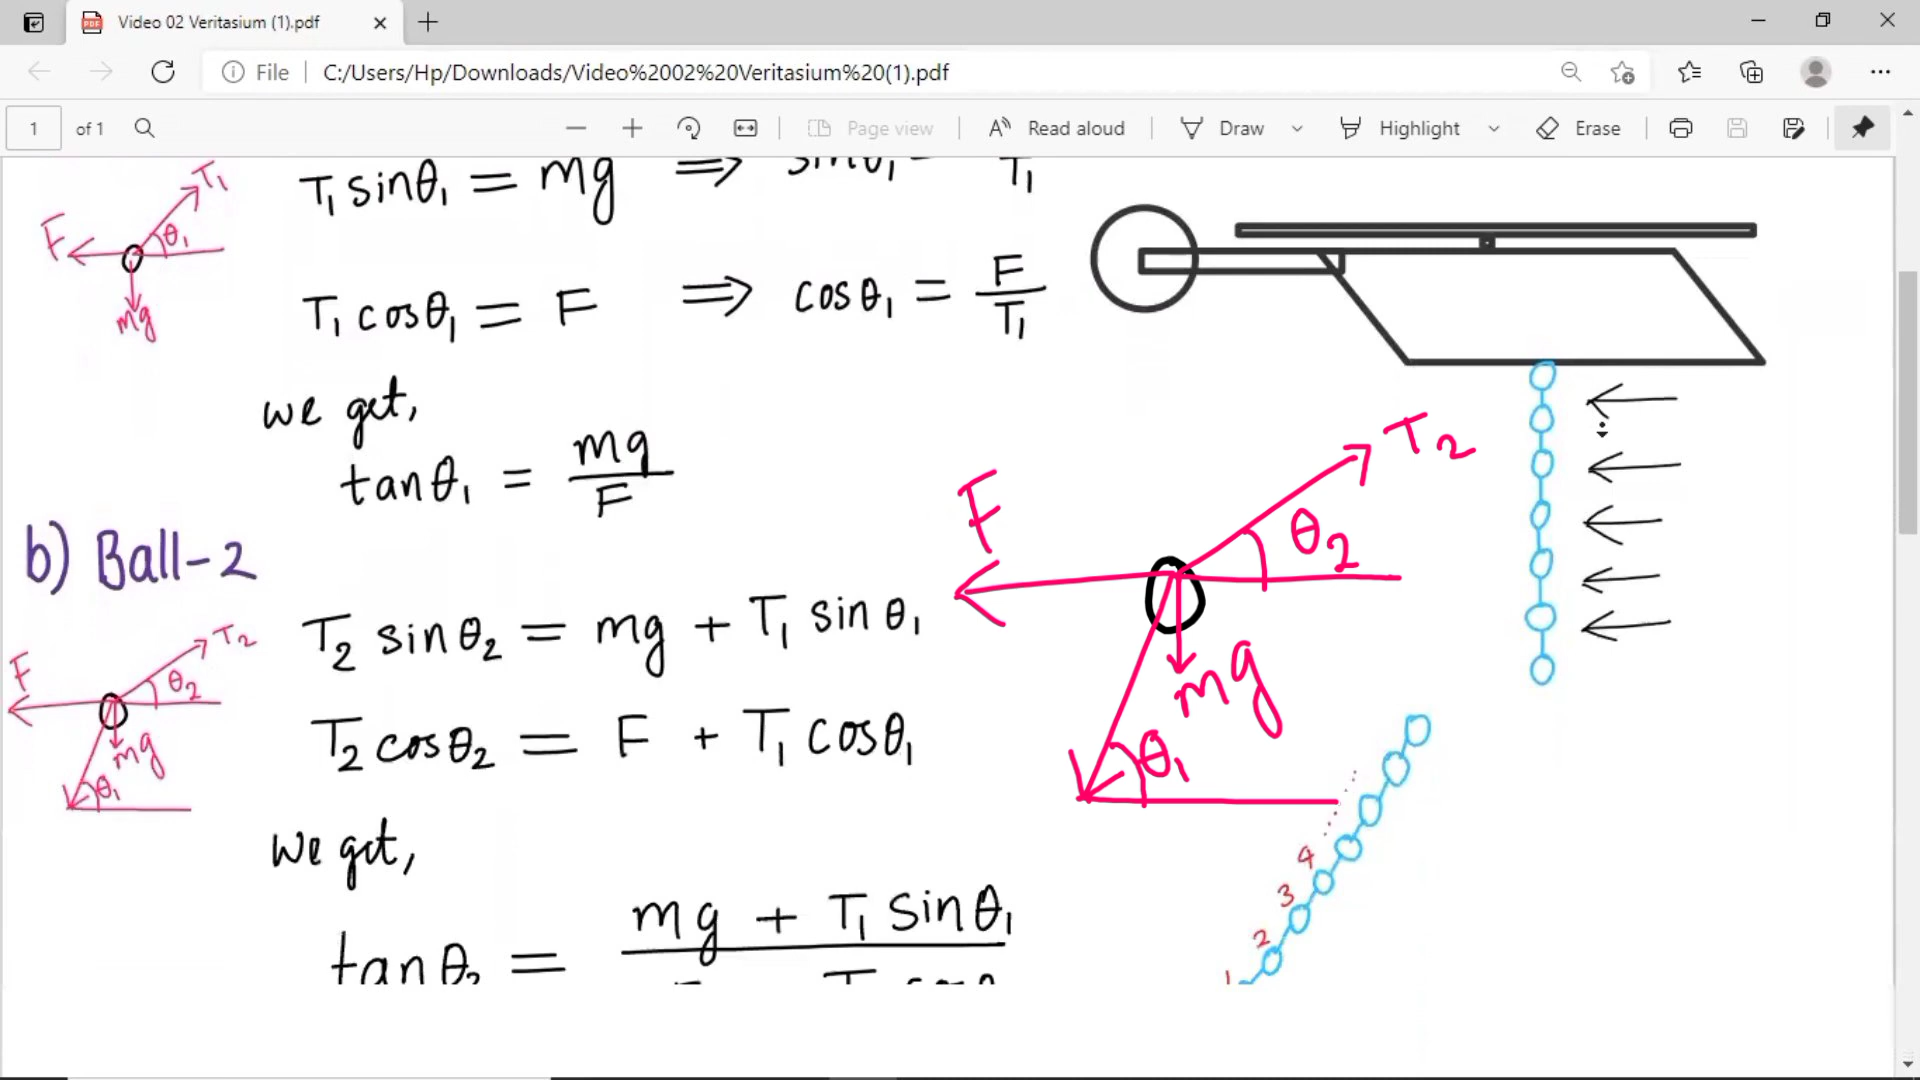 Video 02 Veritasium (1).pdf
File C:/Users/Hp/Downloads/Video%2002%20Veritasium%20(1).pdf
1 of 1 Page view Read aloud Draw Highlight Erase
T₁ sinθ₁ = mg ⟹ sinθ₁ = T₁
T₁
F θ₁
mg
T₁ cosθ₁ = F ⟹ cosθ₁ = F/T₁
we get,
tanθ₁ = mg/F
b) Ball-2
T₂ sinθ₂ = mg + T₁ sinθ₁
T₂ cosθ₂ = F + T₁ cosθ₁
T₂
F θ₂
mg
θ₁
we get,
mg + T₁ sinθ₁
tanθ₂ =
T₂
F
θ₂
mg
θ₁
4
3
2
1